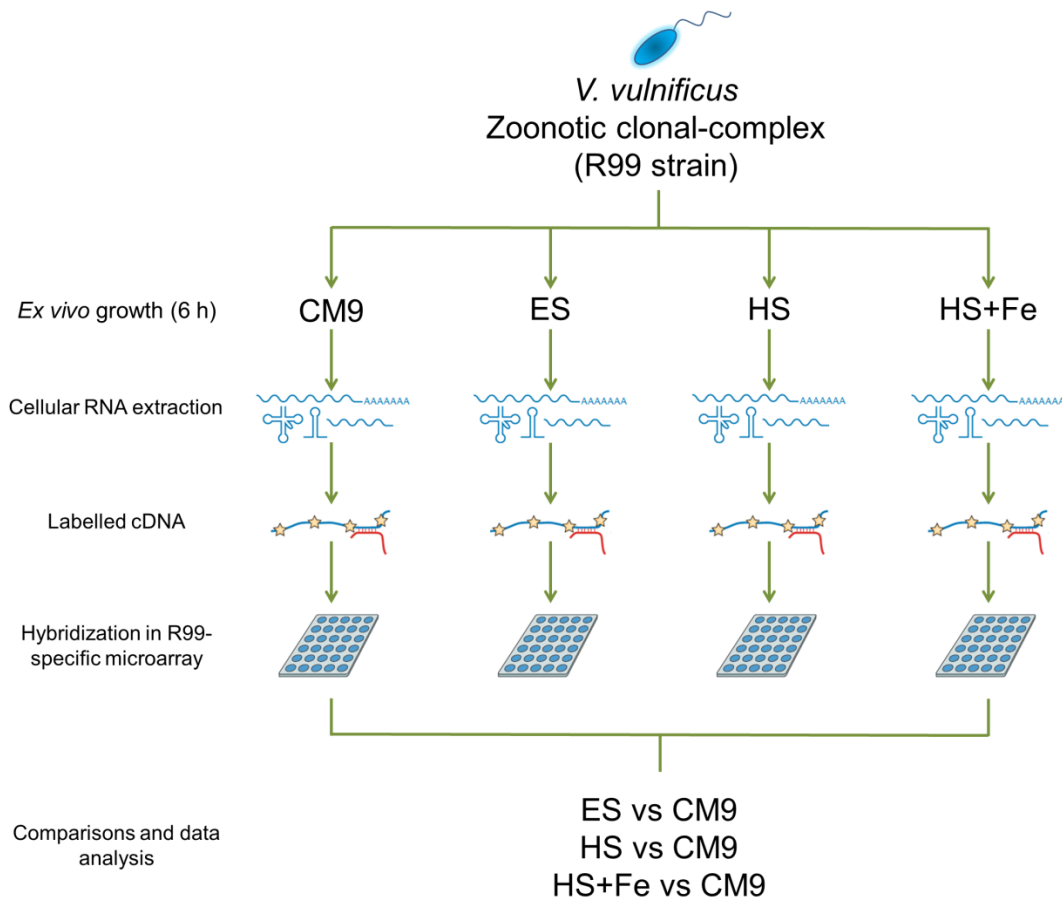 V. vulnificus
Zoonotic clonal-complex
(R99 strain)
Ex vivo growth (6 h)
CM9
ES
HS
HS+Fe
Cellular RNA extraction
AAAAAAA
AAAAAAA
AAAAAAA
AAAAAAA
Labelled cDNA
Hybridization in R99-
specific microarray
Comparisons and data
analysis
ES vs CM9
HS vs CM9
HS+Fe vs CM9